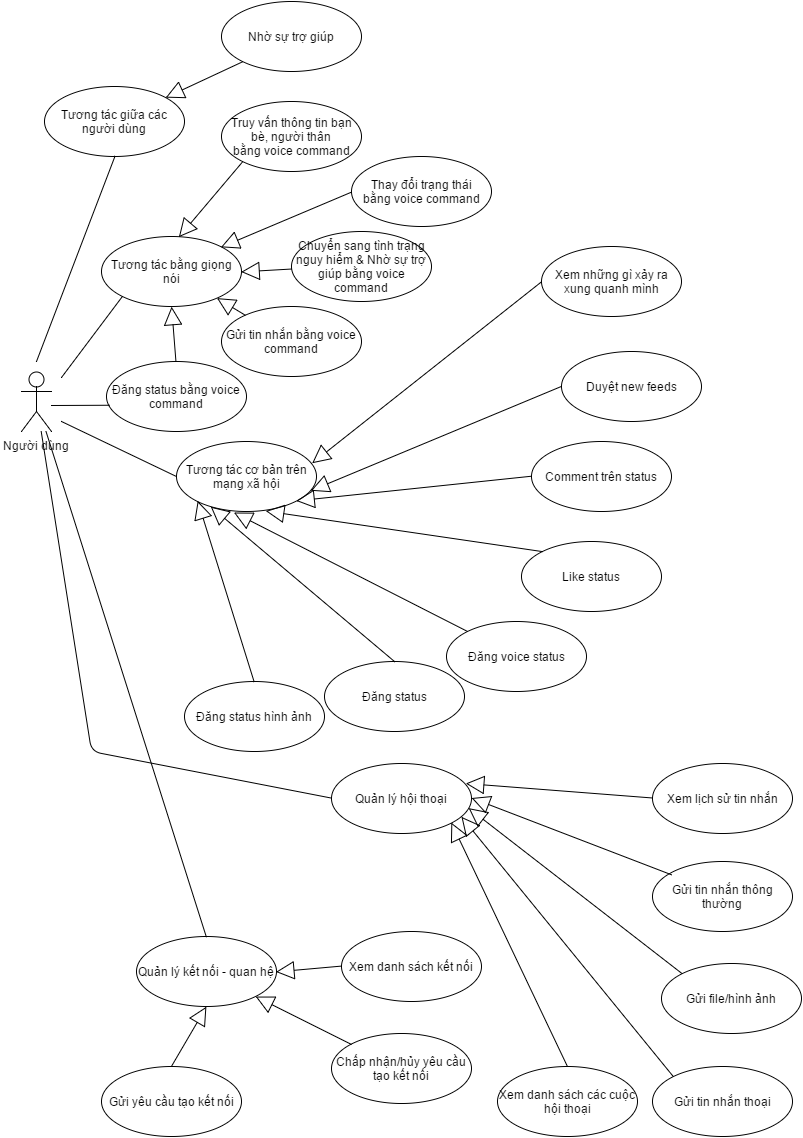 Nhờ sự trợ giúp
Tương tác giữa các
người dùng
Truy vấn thông tin bạn
bè, người thân
bằng voice command
Thay đổi trạng thái
bằng voice command
Tương tác bằng giọng
nói
Chuyển sang tình trạng
nguy hiểm & Nhờ sự trợ
giúp bằng voice
command
Xem những gì xảy ra
xung quanh mình
Gửi tin nhắn bằng voice
command
Đăng status bằng voice
command
Duyệt new feeds
Người dùng
Tương tác cơ bản trên
mạng xã hội
Comment trên status
Like status
Đăng voice status
Đăng status
Đăng status hình ảnh
Quản lý hội thoại
Xem lịch sử tin nhắn
Gửi tin nhắn thông
thường
Quản lý kết nối - quan hệ
Xem danh sách kết nối
Gửi file/hình ảnh
Chấp nhận/hủy yêu cầu
tạo kết nối
Gửi yêu cầu tạo kết nối
Xem danh sách các cuộc
hội thoại
Gửi tin nhắn thoại